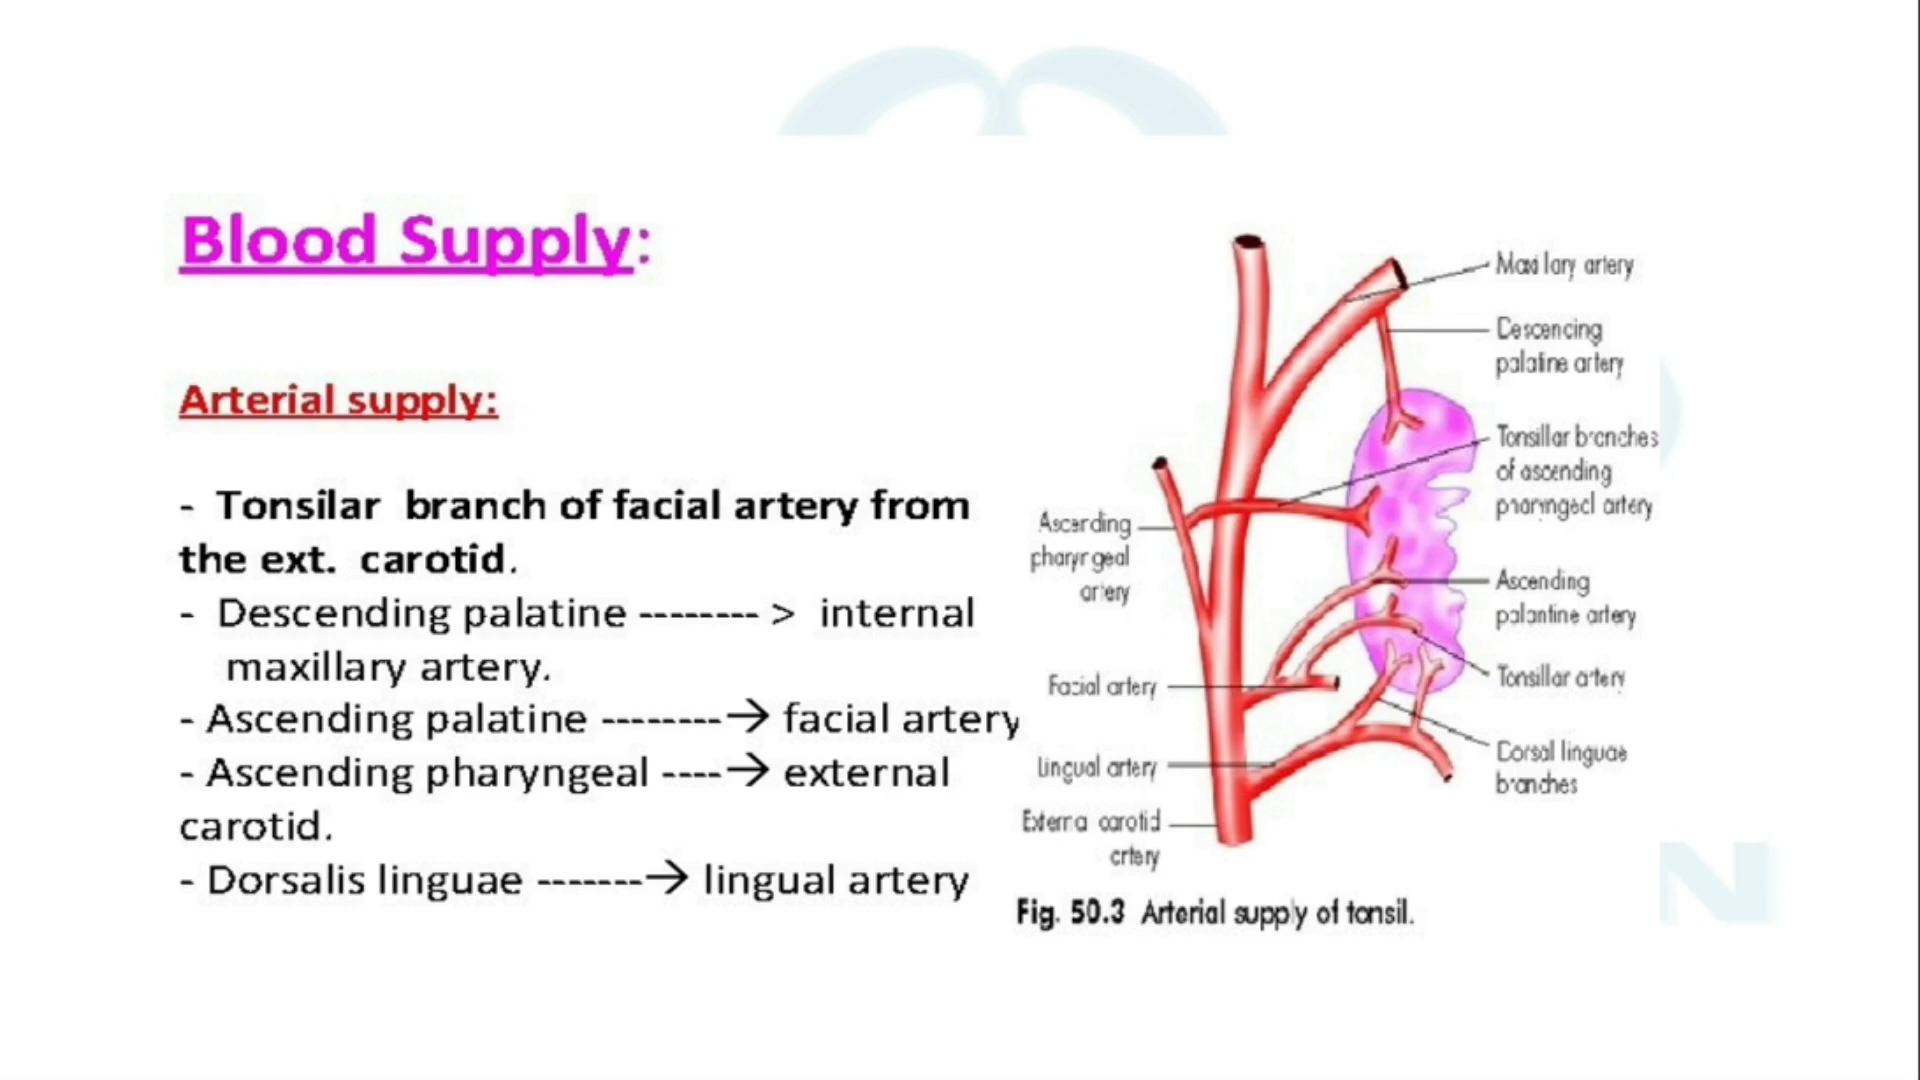 Blood Supply:
Arterial supply:
- Tonsilar branch of facial artery from
the ext. carotid.
- Descending palatine -------- > internal
maxillary artery.
- Ascending palatine --------→ facial artery
- Ascending pharyngeal ----→ external
carotid.
- Dorsalis linguae -------→ lingual artery
Maxillary artery
Descending
palatine artery
Tonsillar branches
of ascending
pharyngeal artery
Ascending
pharyngeal
artery
Ascending
palantine artery
Facial artery
Tonsillar artery
Lingual artery
Dorsal linguae
branches
External carotid
artery
Fig. 50.3 Arterial supply of tonsil.
N